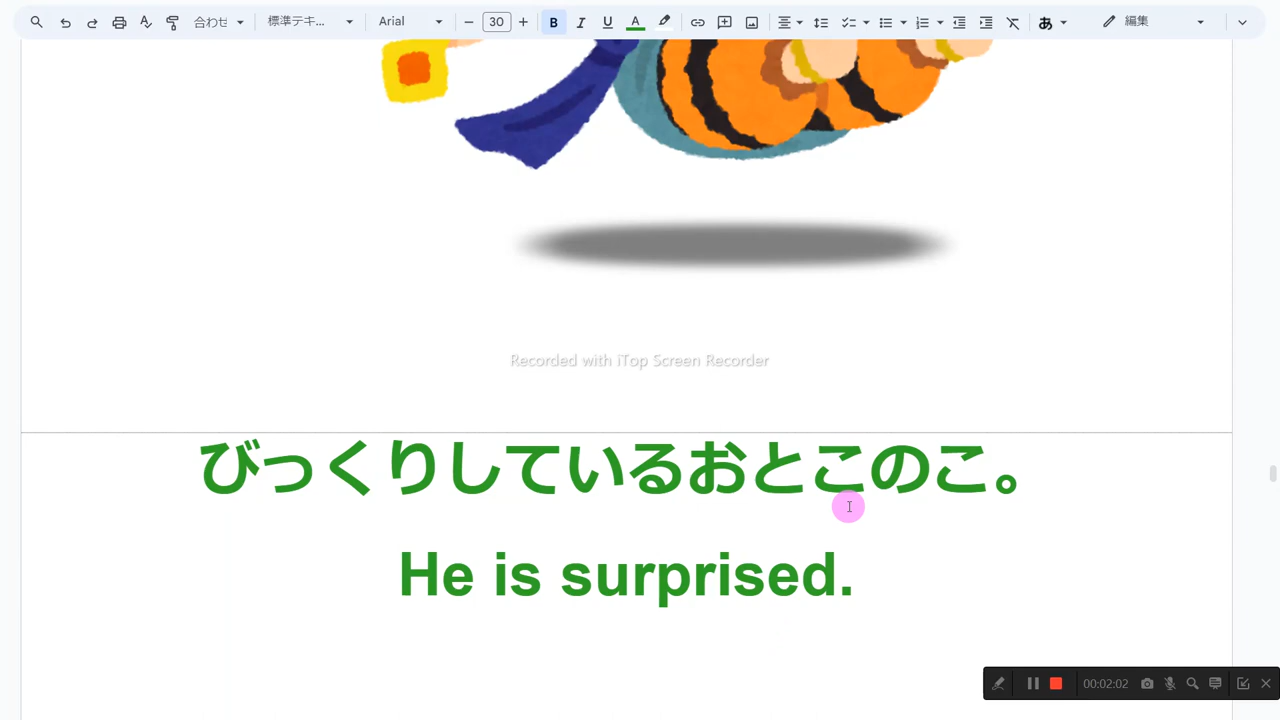 合わせ 標準テキ... Arial 30 B I U A あ 編集
Recorded with iTop Screen Recorder
びっくりしているおとこのこ。
He is surprised.
00:02:02